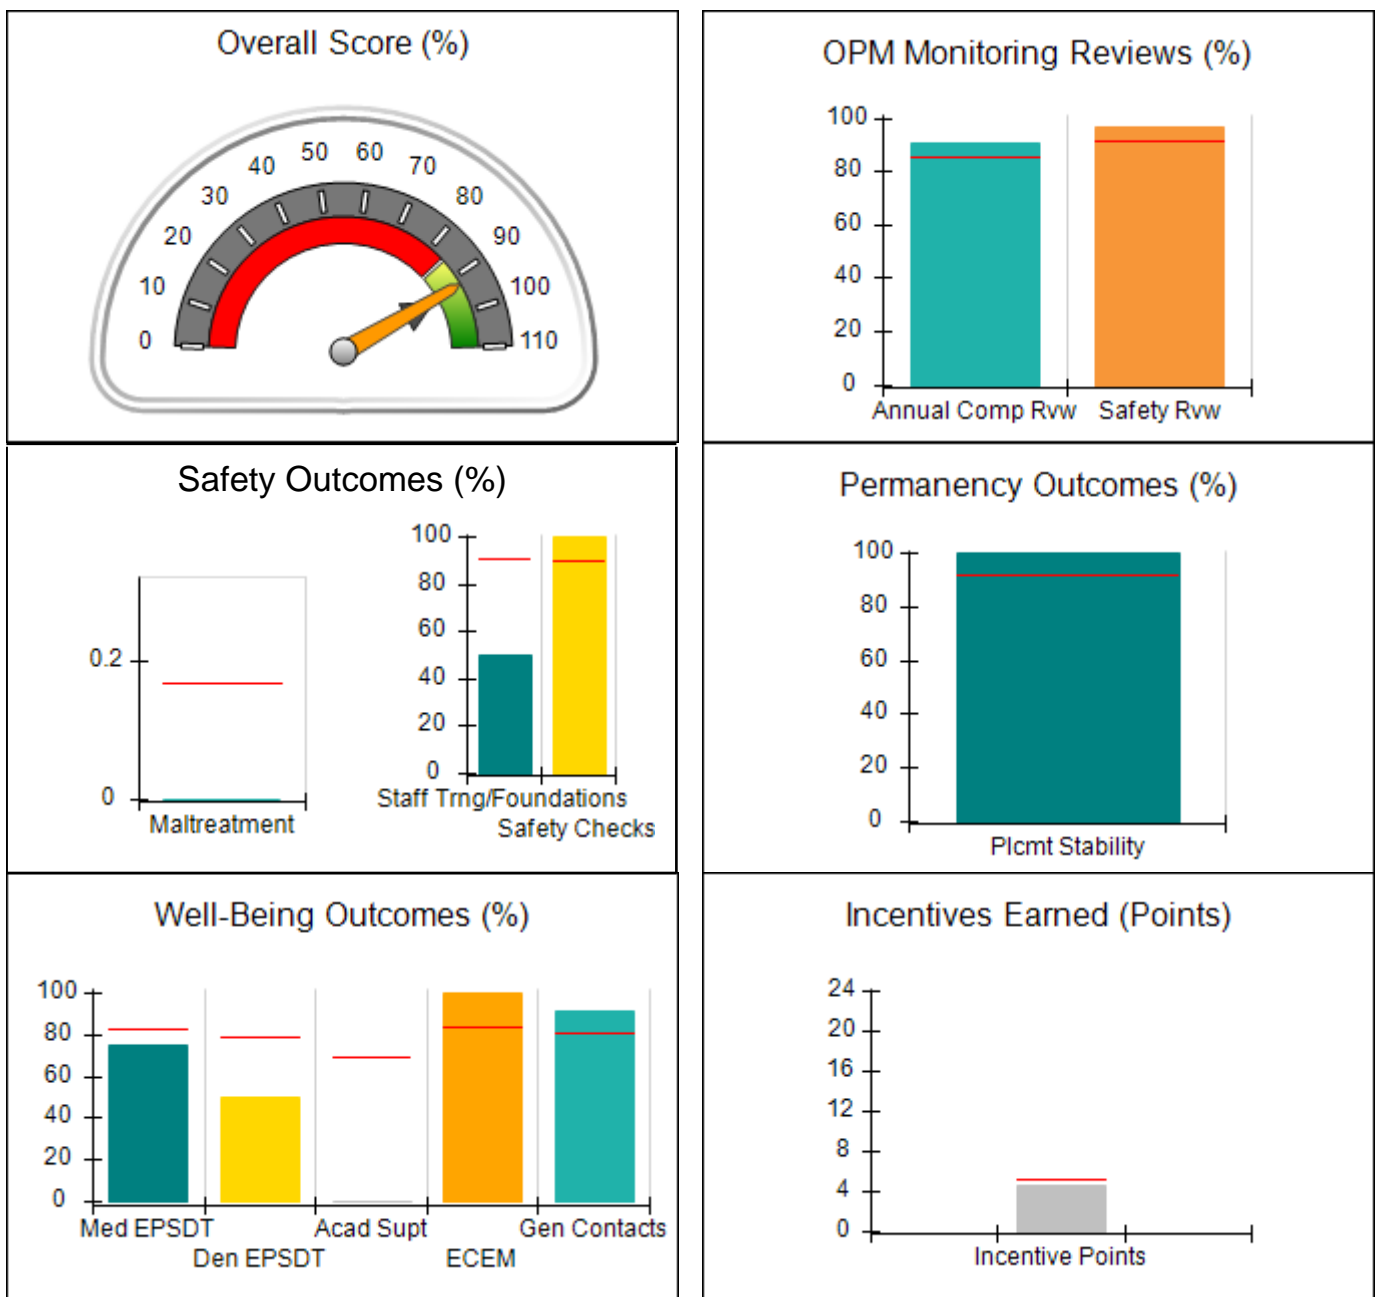 Overall Score (%)
0 10 20 30 40 50 60 70 80 90 100 110
OPM Monitoring Reviews (%)
100
80
60
40
20
0
Annual Comp Rvw Safety Rvw
Safety Outcomes (%)
0.2
0
Maltreatment
100
80
60
40
20
0
Staff Trng/Foundations
Safety Checks
Permanency Outcomes (%)
100
80
60
40
20
0
Plcmt Stability
Well-Being Outcomes (%)
100
80
60
40
20
0
Med EPSDT Acad Supt Gen Contacts
Den EPSDT ECEM
Incentives Earned (Points)
24
20
16
12
8
4
0
Incentive Points